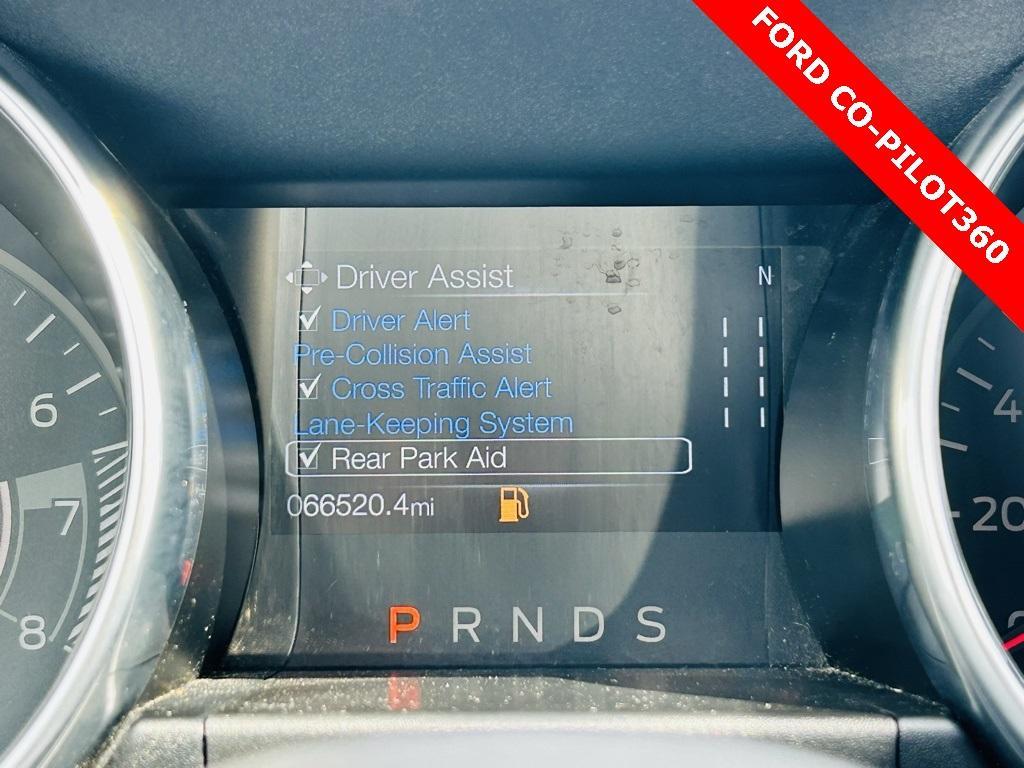 FORD CO-PILOT360
Driver Assist N
Driver Alert
Pre-Collision Assist
Cross Traffic Alert
Lane-Keeping System
Rear Park Aid
066520.4mi
P R N D S
6
7
8
4
20
0